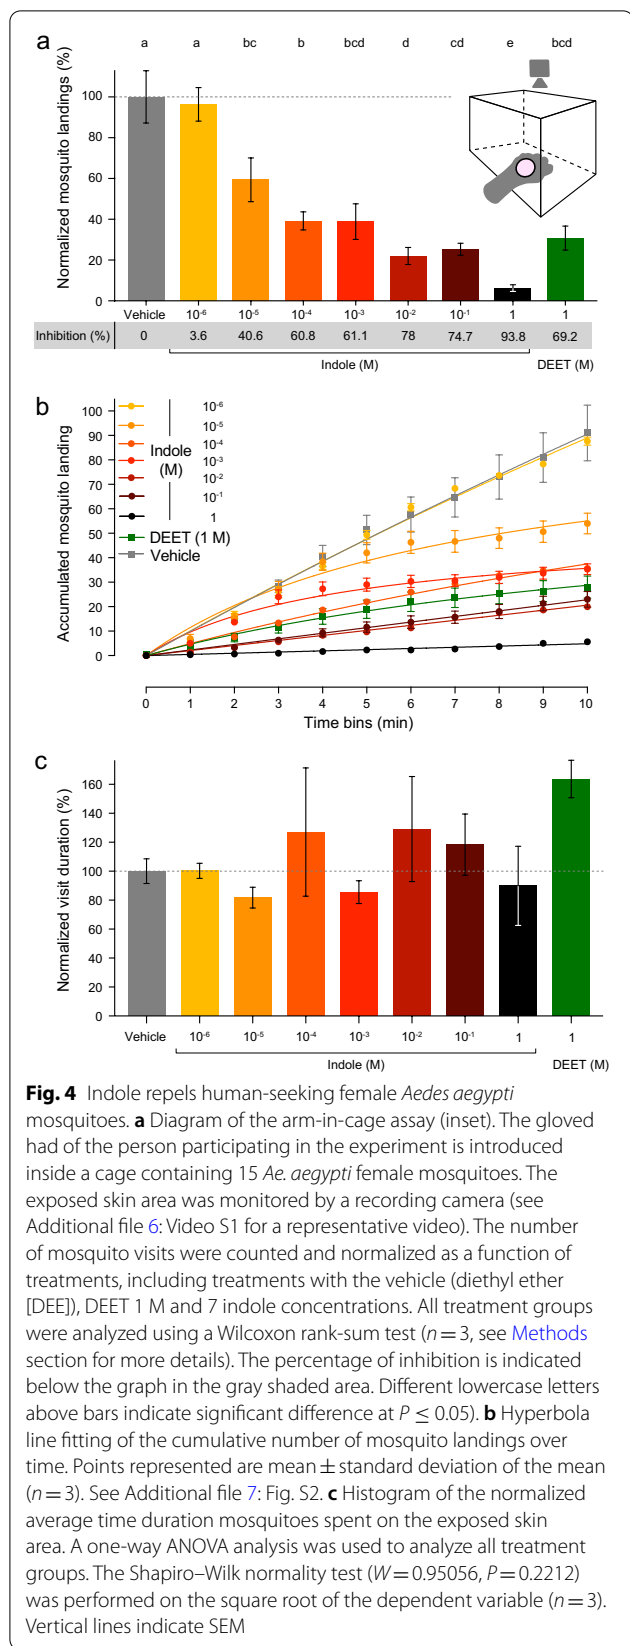 a
a a bc b bcd d cd e bcd
Normalized mosquito landings (%)
100
80
60
40
20
0
Vehicle 10-6 10-5 10-4 10-3 10-2 10-1 1 1
Inhibition (%) 0 3.6 40.6 60.8 61.1 78 74.7 93.8 69.2
Indole (M) DEET (M)
b
Accumulated mosquito landing
100
90
80
70
60
50
40
30
20
10
0
Indole
(M)
10-6
10-5
10-4
10-3
10-2
10-1
1
DEET (1 M)
Vehicle
0 1 2 3 4 5 6 7 8 9 10
Time bins (min)
c
Normalized visit duration (%)
160
140
120
100
80
60
40
20
0
Vehicle 10-6 10-5 10-4 10-3 10-2 10-1 1 1
Indole (M) DEET (M)
Fig. 4 Indole repels human-seeking female Aedes aegypti
mosquitoes. a Diagram of the arm-in-cage assay (inset). The gloved
had of the person participating in the experiment is introduced
inside a cage containing 15 Ae. aegypti female mosquitoes. The
exposed skin area was monitored by a recording camera (see
Additional file 6: Video S1 for a representative video). The number
of mosquito visits were counted and normalized as a function of
treatments, including treatments with the vehicle (diethyl ether
[DEE]), DEET 1 M and 7 indole concentrations. All treatment groups
were analyzed using a Wilcoxon rank-sum test (n = 3, see Methods
section for more details). The percentage of inhibition is indicated
below the graph in the gray shaded area. Different lowercase letters
above bars indicate significant difference at P ≤ 0.05). b Hyperbola
line fitting of the cumulative number of mosquito landings over
time. Points represented are mean ± standard deviation of the mean
(n = 3). See Additional file 7: Fig. S2. c Histogram of the normalized
average time duration mosquitoes spent on the exposed skin
area. A one-way ANOVA analysis was used to analyze all treatment
groups. The Shapiro–Wilk normality test (W = 0.95056, P = 0.2212)
was performed on the square root of the dependent variable (n = 3).
Vertical lines indicate SEM